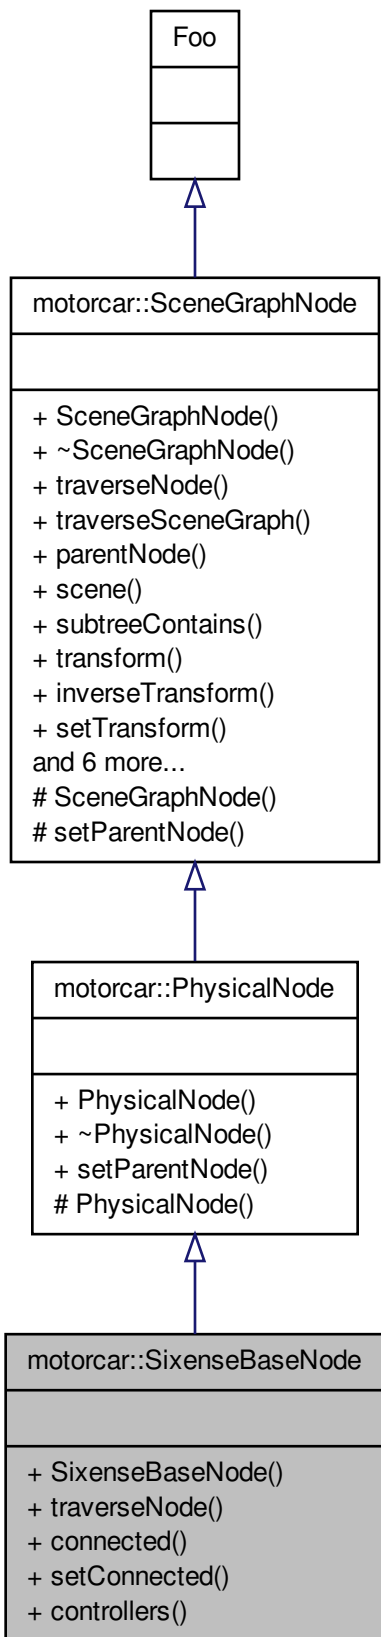 Foo
motorcar::SceneGraphNode
+ SceneGraphNode()
+ ~SceneGraphNode()
+ traverseNode()
+ traverseSceneGraph()
+ parentNode()
+ scene()
+ subtreeContains()
+ transform()
+ inverseTransform()
+ setTransform()
and 6 more...
# SceneGraphNode()
# setParentNode()
motorcar::PhysicalNode
+ PhysicalNode()
+ ~PhysicalNode()
+ setParentNode()
# PhysicalNode()
motorcar::SixenseBaseNode
+ SixenseBaseNode()
+ traverseNode()
+ connected()
+ setConnected()
+ controllers()